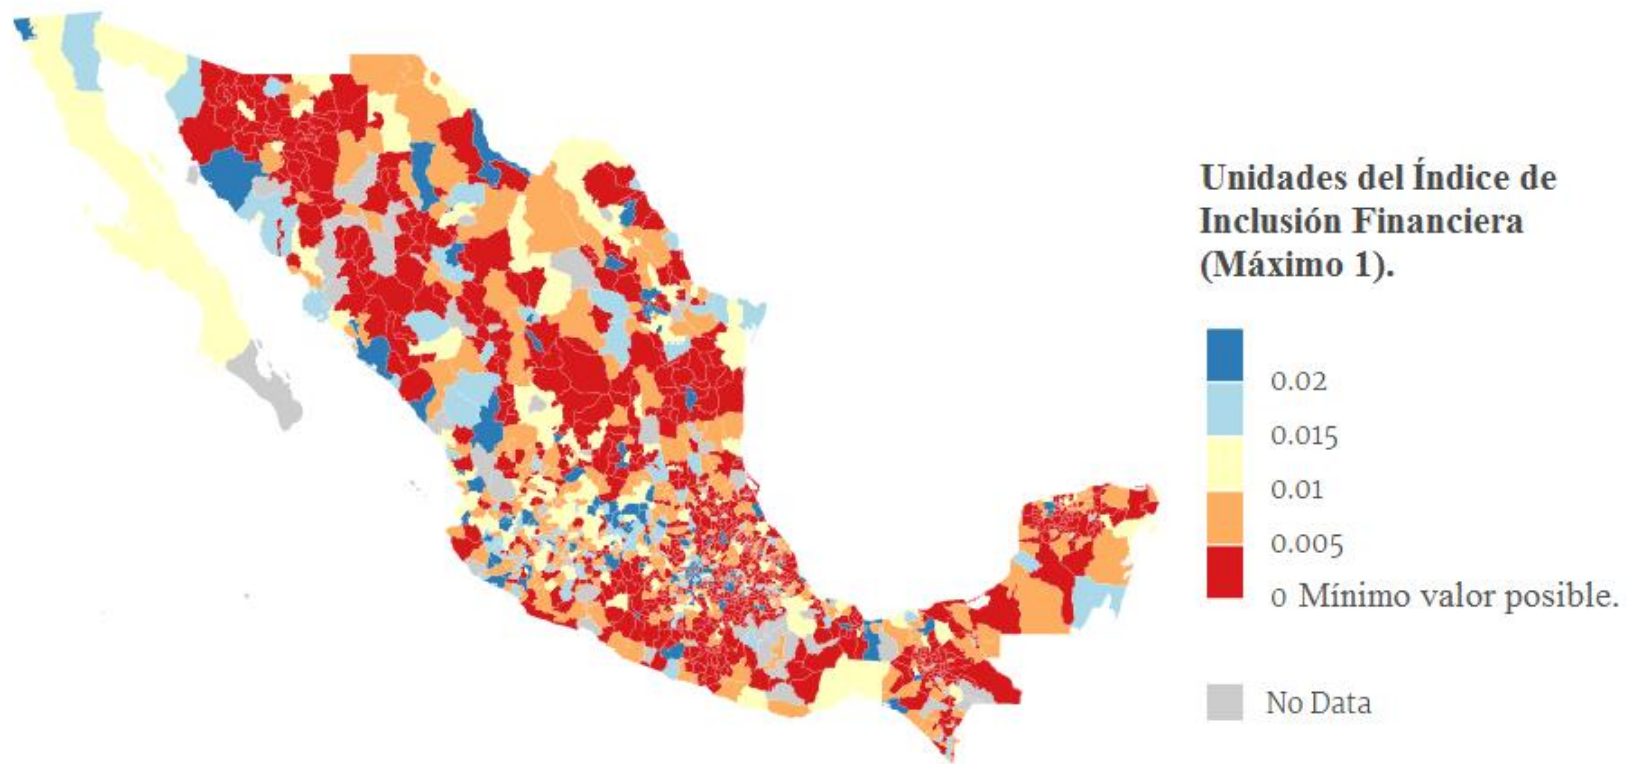 Unidades del Índice de
Inclusión Financiera
(Máximo 1).
0.02
0.015
0.01
0.005
0 Mínimo valor posible.
No Data